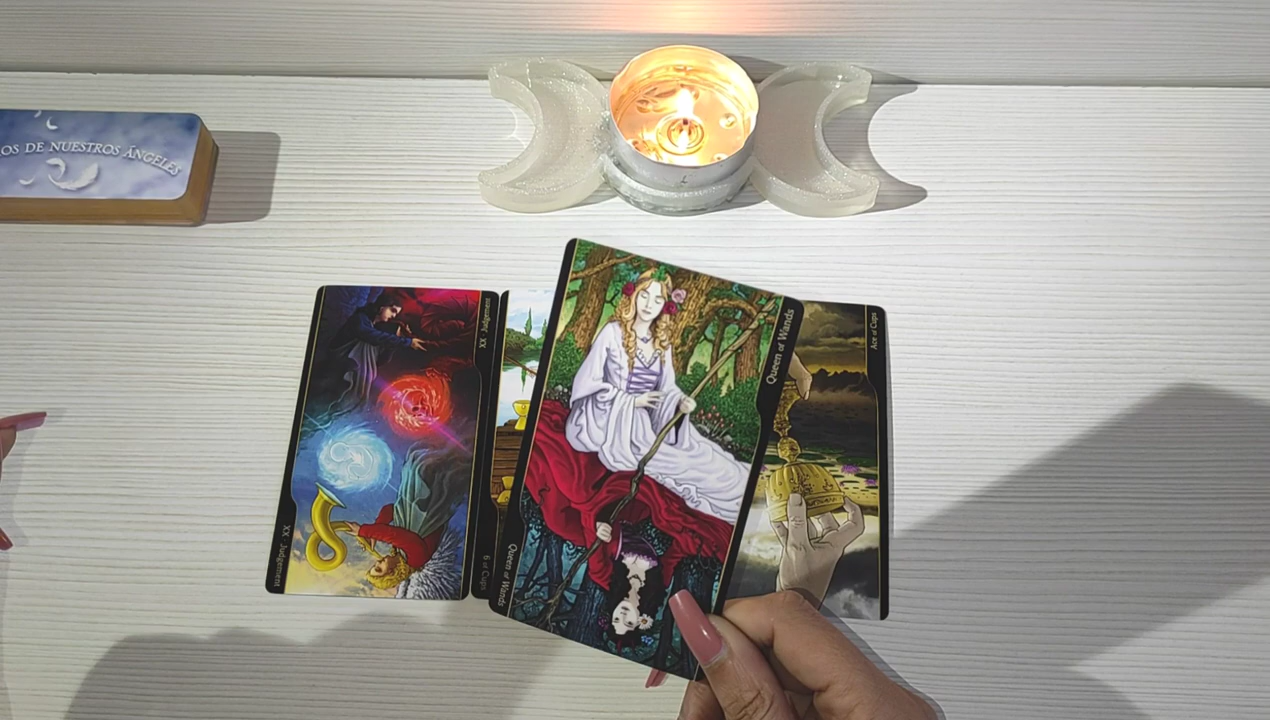 OS DE NUESTROS ÁNGELES
XX · Judgement
XX · Judgement
6 of Cups
Queen of Wands
Queen of Wands
Ace of Cups